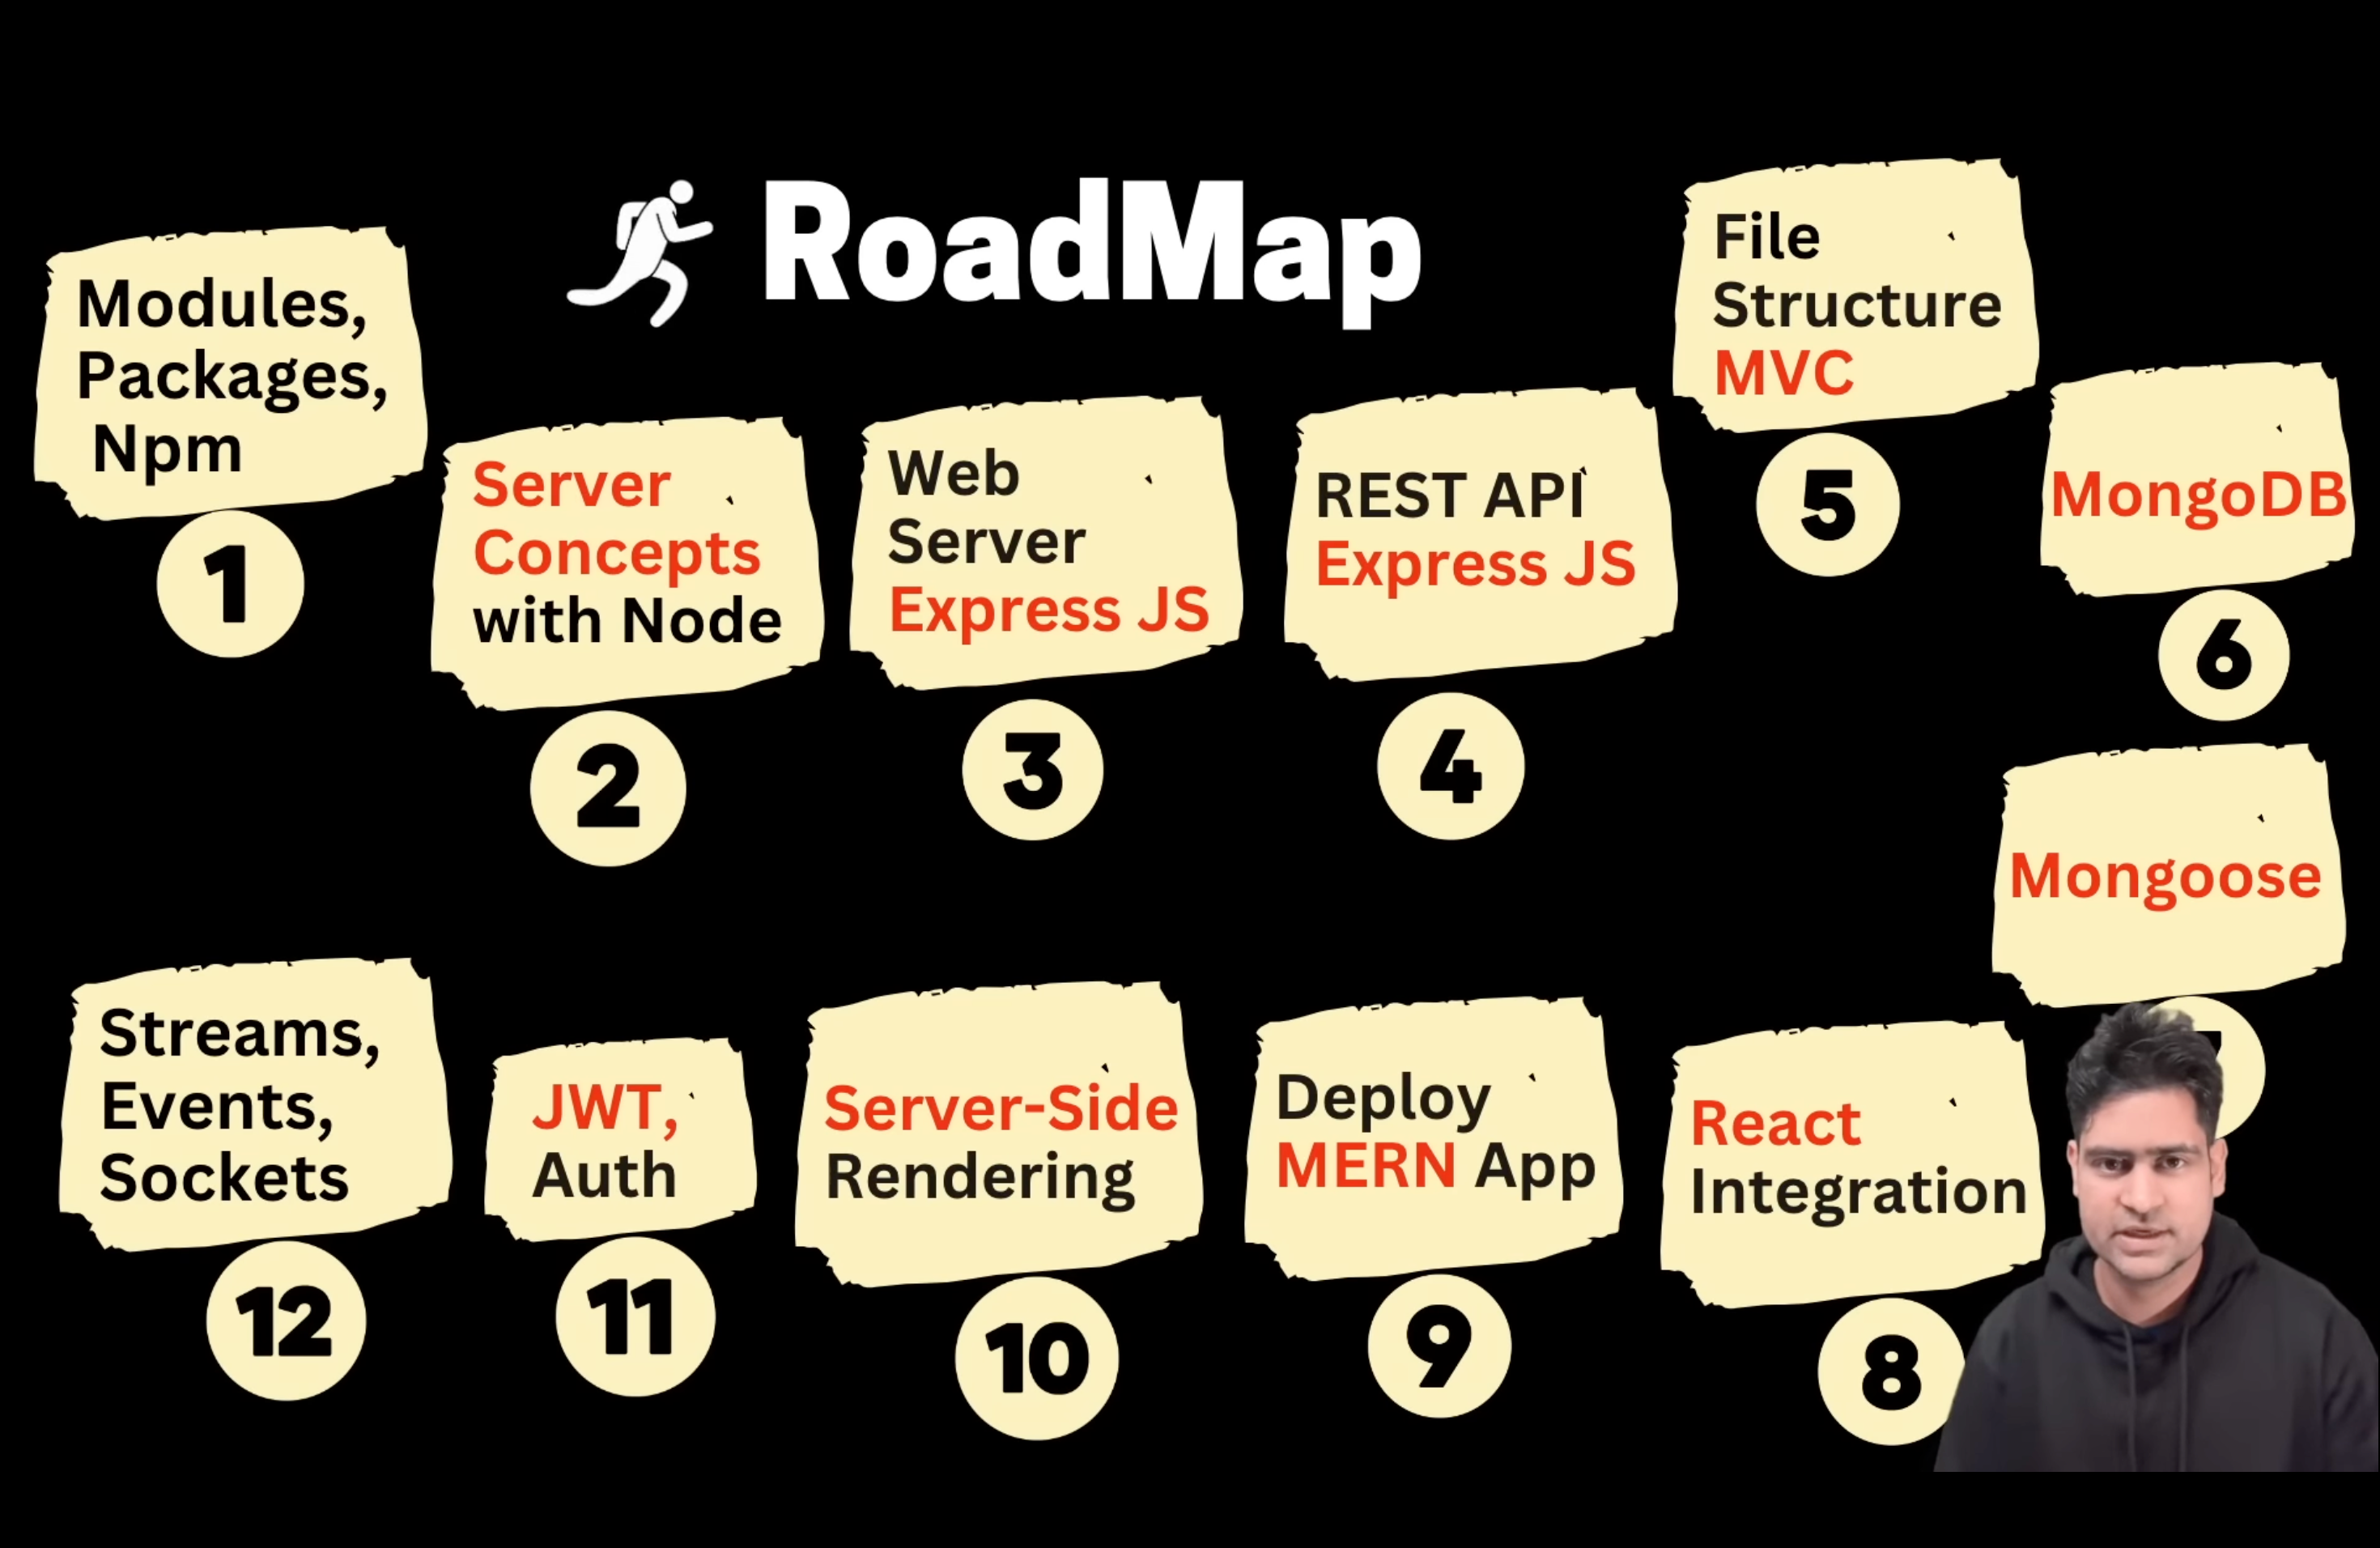 RoadMap
Modules,
Packages,
Npm
1
Server
Concepts
with Node
2
Web
Server
Express JS
3
REST API
Express JS
4
File
Structure
MVC
5
MongoDB
6
Mongoose
React
Integration
8
Deploy
MERN App
9
Server-Side
Rendering
10
JWT,
Auth
11
Streams,
Events,
Sockets
12